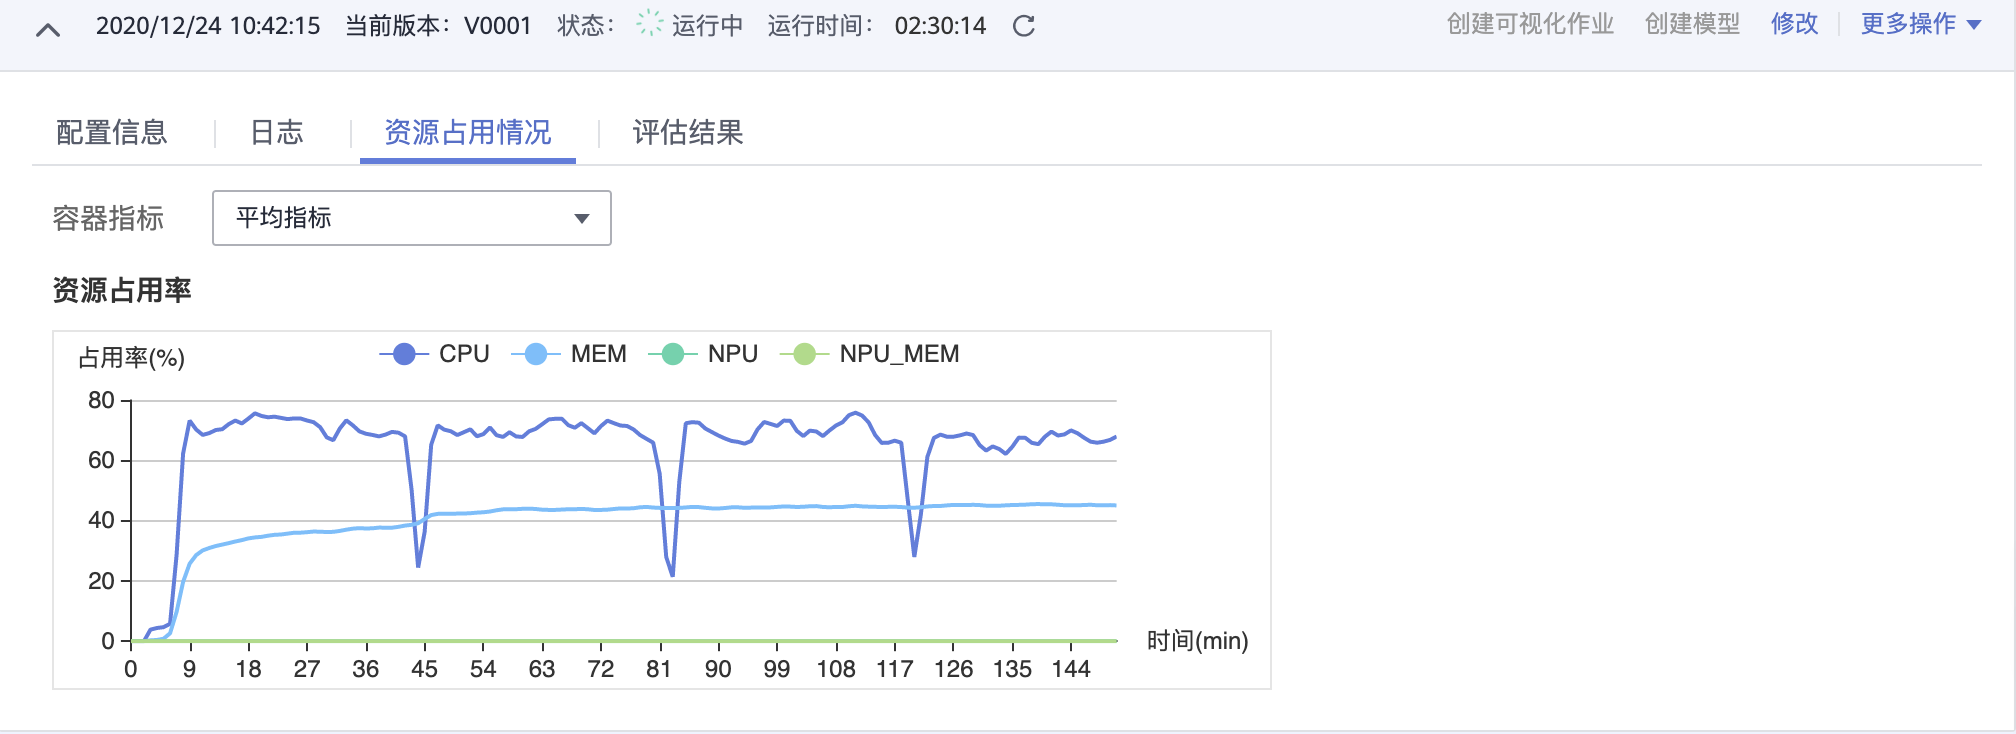 2020/12/24 10:42:15 当前版本：V0001 状态： 运行中 运行时间： 02:30:14 创建可视化作业 创建模型 修改 更多操作
配置信息 日志 资源占用情况 评估结果
容器指标 平均指标
资源占用率
占用率(%) CPU MEM NPU NPU_MEM
80
60
40
20
0
时间(min)
0 9 18 27 36 45 54 63 72 81 90 99 108 117 126 135 144